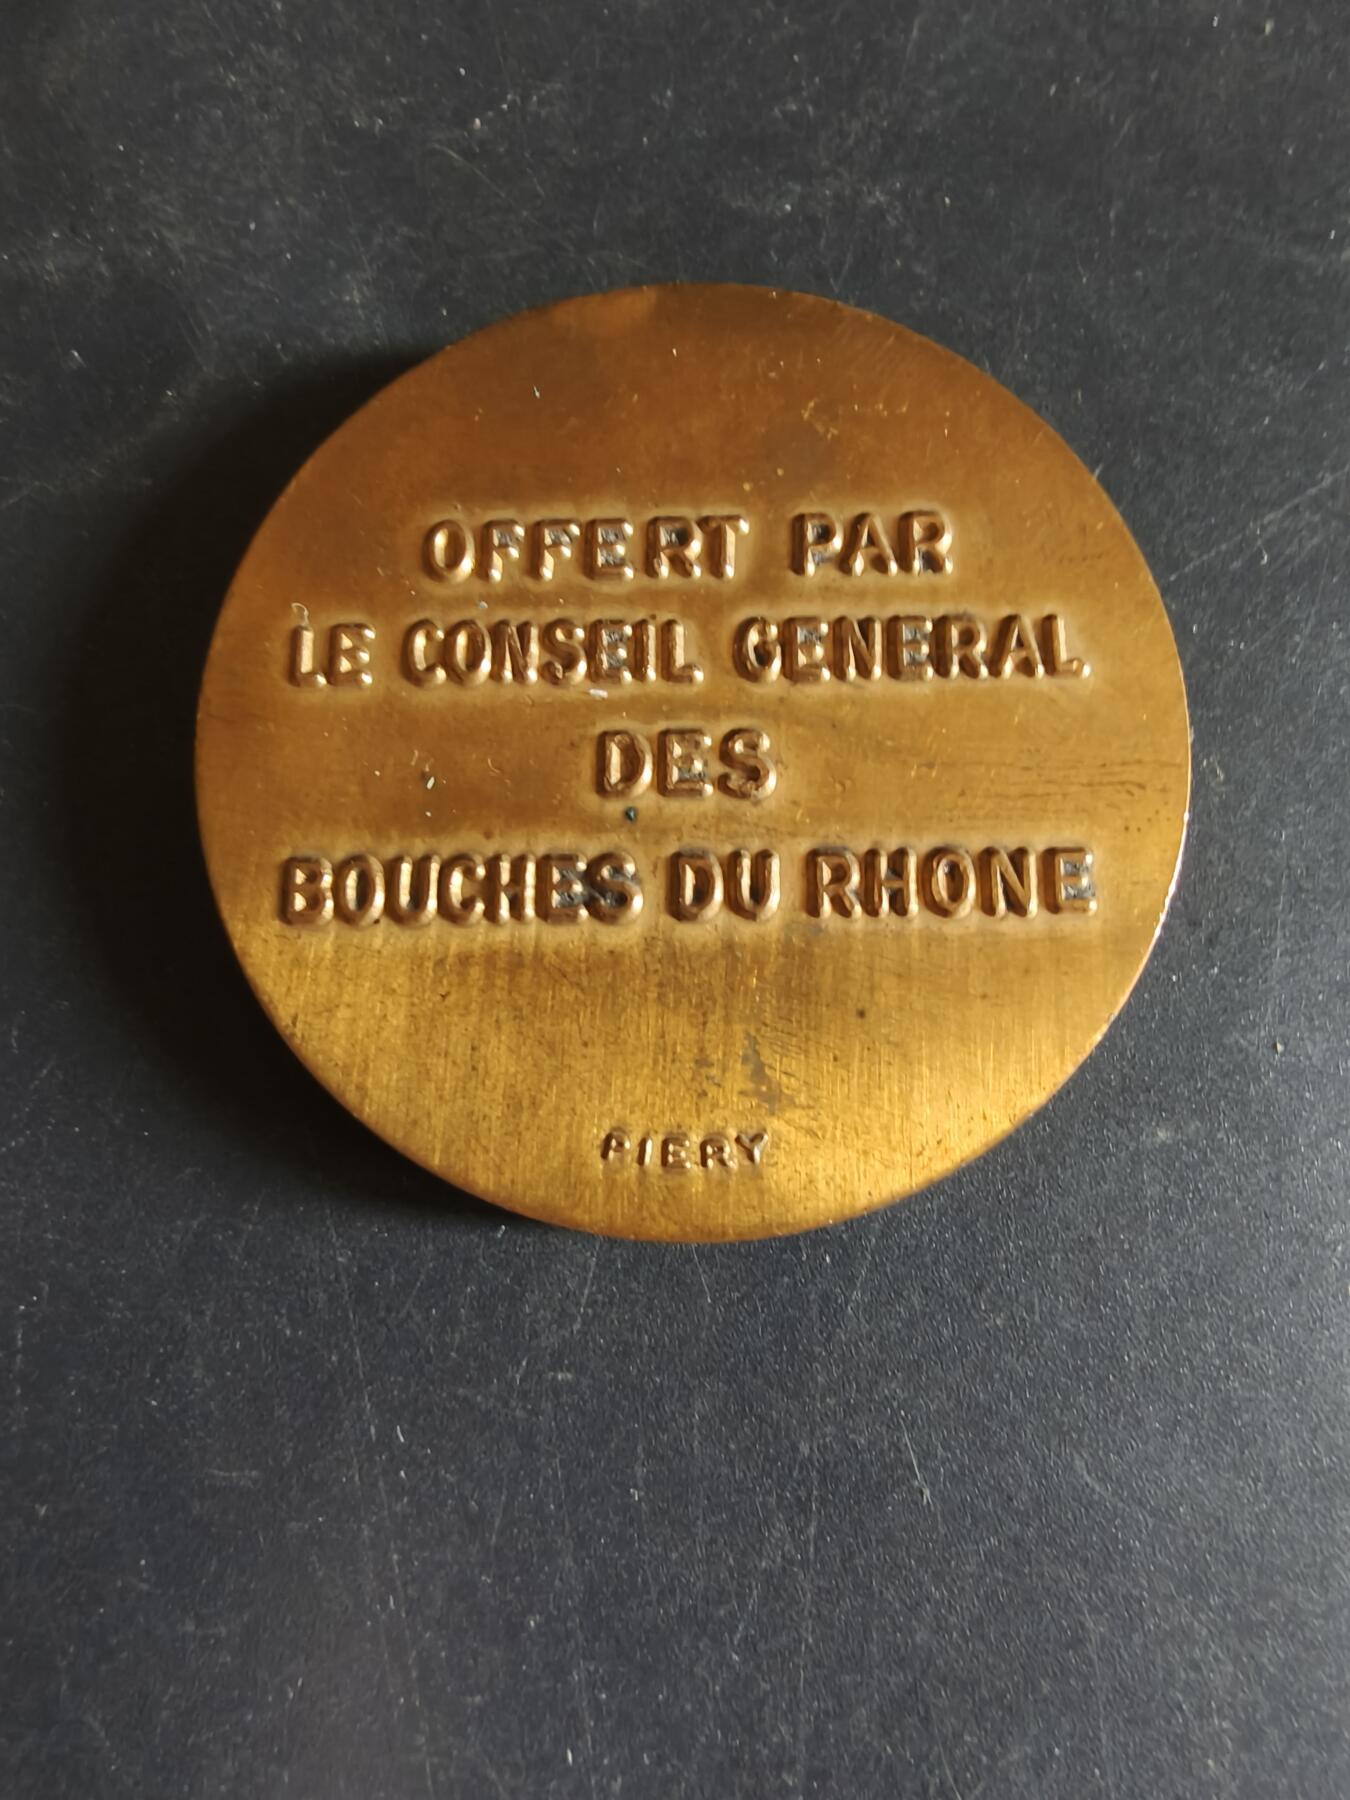 OFFERT PAR
LE CONSEIL GENERAL
DES
BOUCHES DU RHONE
PIERY